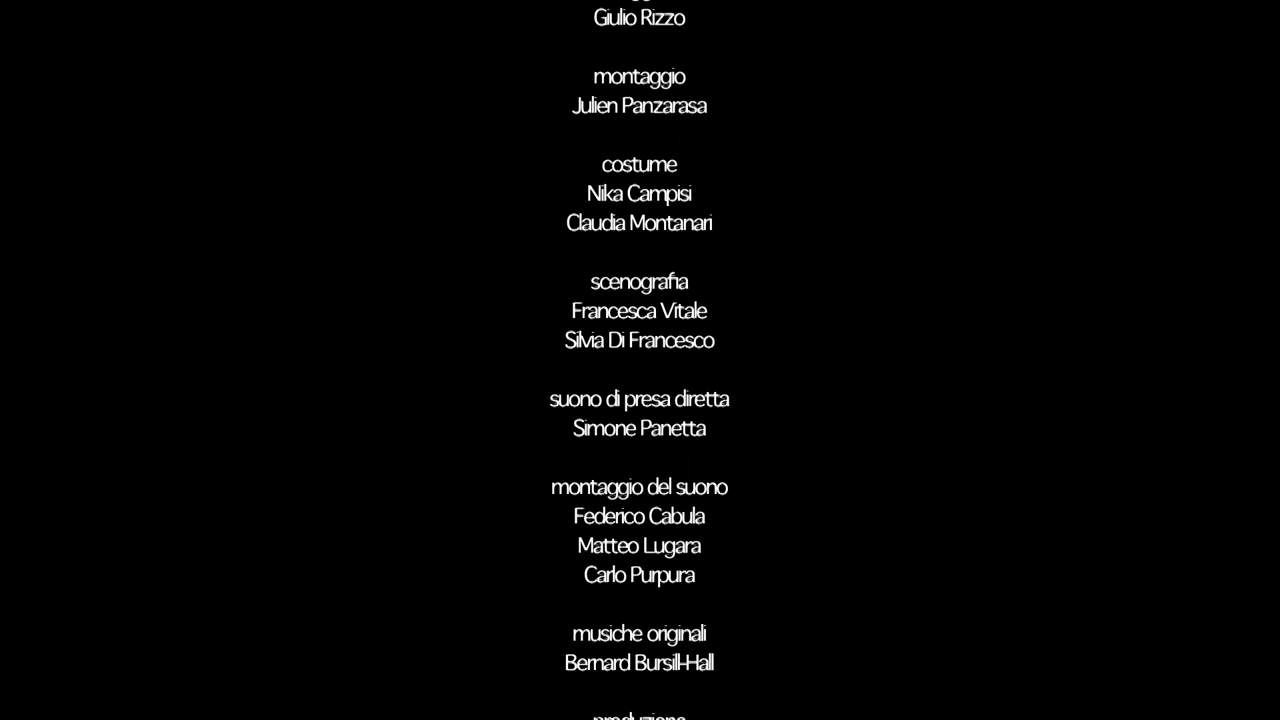 Giulio Rizzo
montaggio
Julien Panzarasa
costume
Nika Campisi
Claudia Montanari
scenografia
Francesca Vitale
Silvia Di Francesco
suono di presa diretta
Simone Panetta
montaggio del suono
Federico Cabula
Matteo Lugara
Carlo Purpura
musiche originali
Bernard Bursill-Hall
produzione